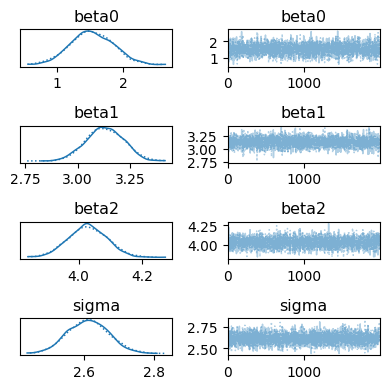 beta0 beta0
2
1
1 2 0 1000
beta1 beta1
3.25
3.00
2.75
2.75 3.00 3.25 0 1000
beta2 beta2
4.25
4.00
4.0 4.2 0 1000
sigma sigma
2.75
2.50
2.6 2.8 0 1000